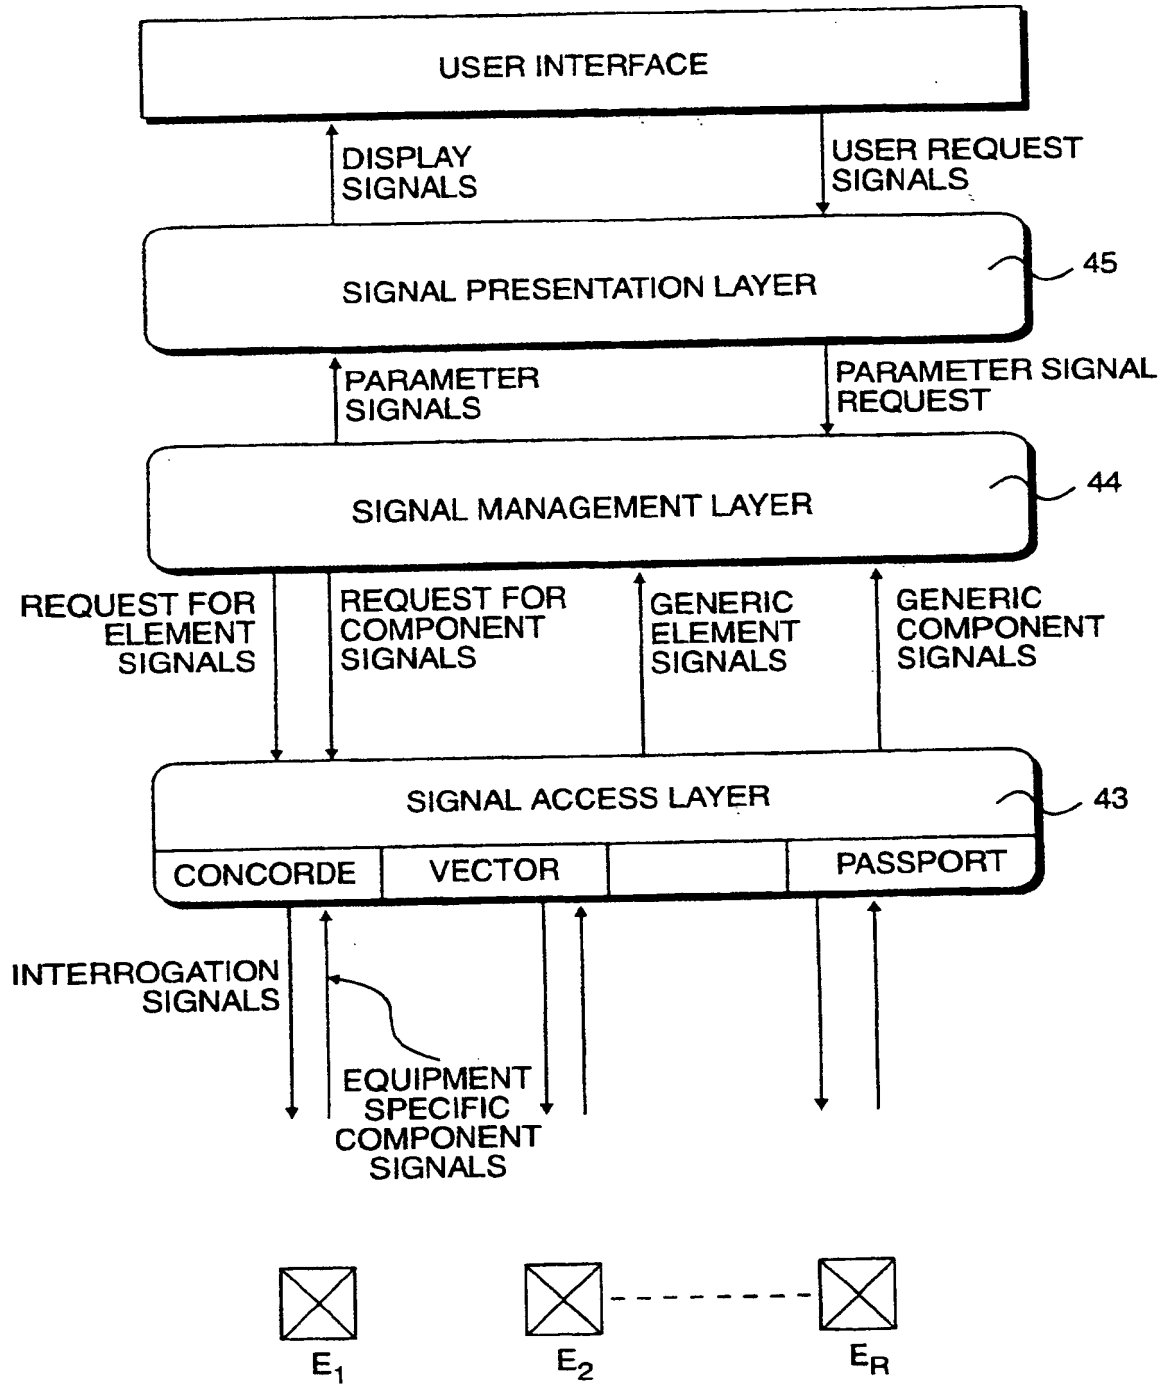 USER INTERFACE
DISPLAY
SIGNALS
USER REQUEST
SIGNALS
SIGNAL PRESENTATION LAYER
45
PARAMETER
SIGNALS
PARAMETER SIGNAL
REQUEST
SIGNAL MANAGEMENT LAYER
44
REQUEST FOR
ELEMENT
SIGNALS
REQUEST FOR
COMPONENT
SIGNALS
GENERIC
ELEMENT
SIGNALS
GENERIC
COMPONENT
SIGNALS
SIGNAL ACCESS LAYER
43
CONCORDE
VECTOR
PASSPORT
INTERROGATION
SIGNALS
EQUIPMENT
SPECIFIC
COMPONENT
SIGNALS
E1
E2
ER